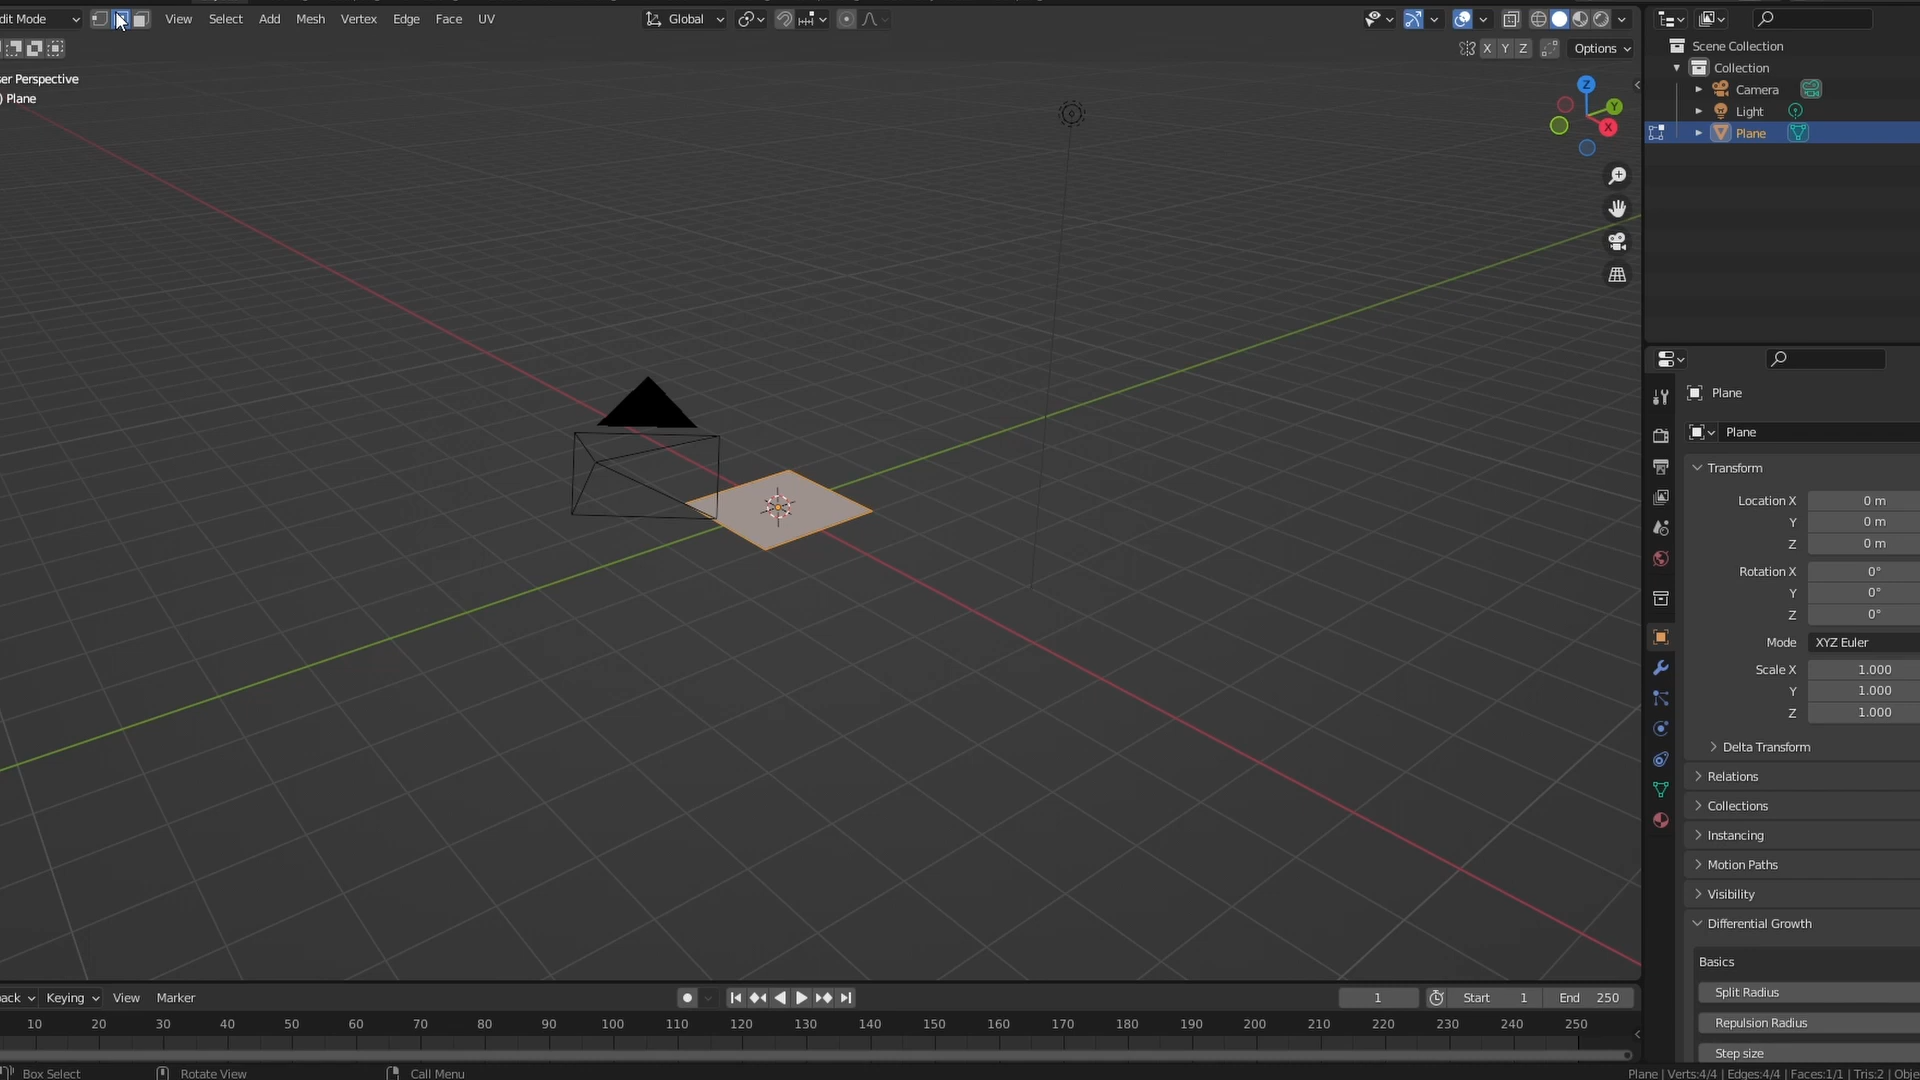 dit Mode View Select Add Mesh Vertex Edge Face UV Global
X Y Z Options
er Perspective
) Plane
Z
Y
X
Scene Collection
Collection
Camera
Light
Plane
Plane
Plane
Transform
Location X 0 m
Y 0 m
Z 0 m
Rotation X 0°
Y 0°
Z 0°
Mode XYZ Euler
Scale X 1.000
Y 1.000
Z 1.000
Delta Transform
Relations
Collections
Instancing
Motion Paths
Visibility
Differential Growth
Basics
Split Radius
Repulsion Radius
Step size
back Keying View Marker 1 Start 1 End 250
10 20 30 40 50 60 70 80 90 100 110 120 130 140 150 160 170 180 190 200 210 220 230 240 250
Box Select Rotate View Call Menu
Plane | Verts:4/4 | Edges:4/4 | Faces:1/1 | Tris:2 | Obje